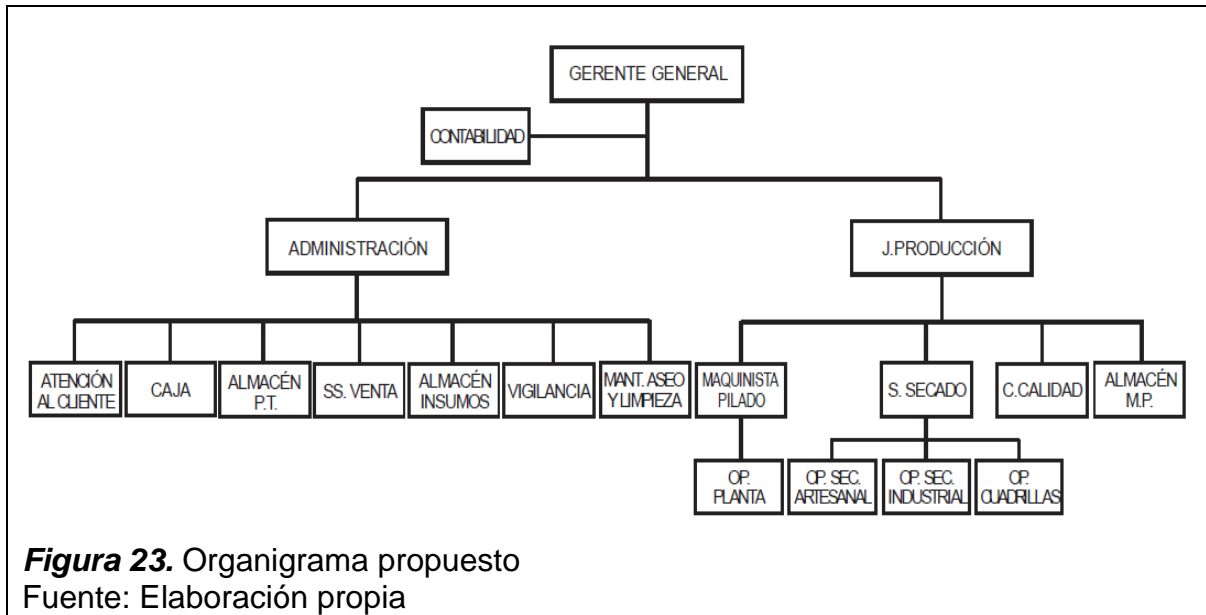 GERENTE GENERAL
CONTABILIDAD
ADMINISTRACIÓN
J.PRODUCCIÓN
ATENCIÓN
AL CLIENTE
CAJA
ALMACÉN
P.T.
SS. VENTA
ALMACÉN
INSUMOS
VIGILANCIA
MANT. ASEO
Y LIMPIEZA
MAQUINISTA
PILADO
S. SECADO
C.CALIDAD
ALMACÉN
M.P.
OP.
PLANTA
OP. SEC.
ARTESANAL
OP. SEC.
INDUSTRIAL
OP.
CUADRILLAS
Figura 23. Organigrama propuesto
Fuente: Elaboración propia